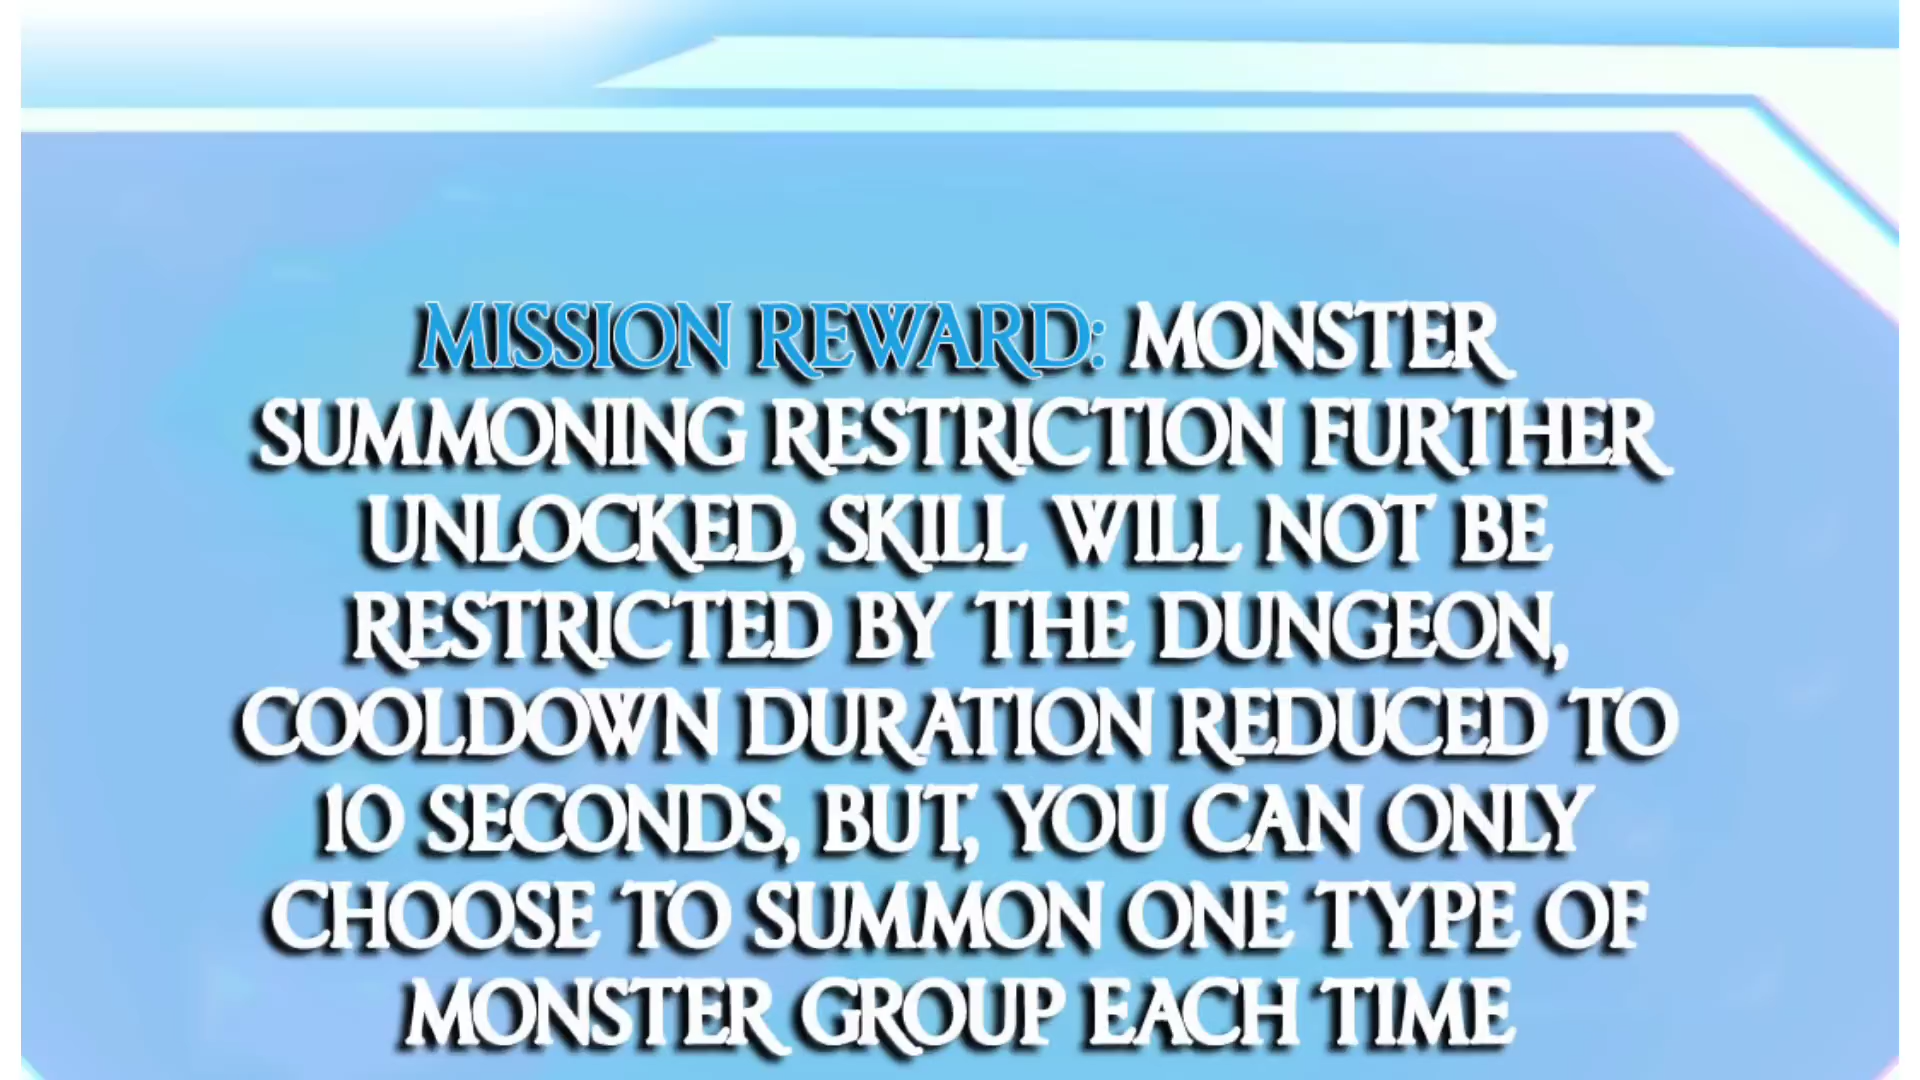 MISSION REWARD: MONSTER
SUMMONING RESTRICTION FURTHER
UNLOCKED, SKILL WILL NOT BE
RESTRICTED BY THE DUNGEON,
COOLDOWN DURATION REDUCED TO
10 SECONDS, BUT, YOU CAN ONLY
CHOOSE TO SUMMON ONE TYPE OF
MONSTER GROUP EACH TIME